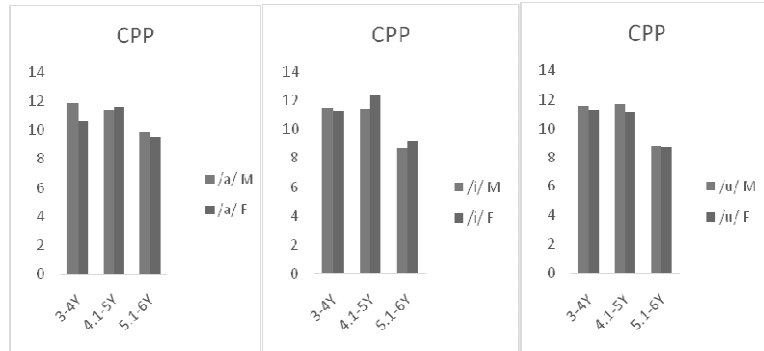 CPP
14
12
10
8
6
4
2
0
3-4Y
4.1-5Y
5.1-6Y
/a/ M
/a/ F
CPP
14
12
10
8
6
4
2
0
3-4Y
4.1-5Y
5.1-6Y
/i/ M
/i/ F
CPP
14
12
10
8
6
4
2
0
3-4Y
4.1-5Y
5.1-6Y
/u/ M
/u/ F